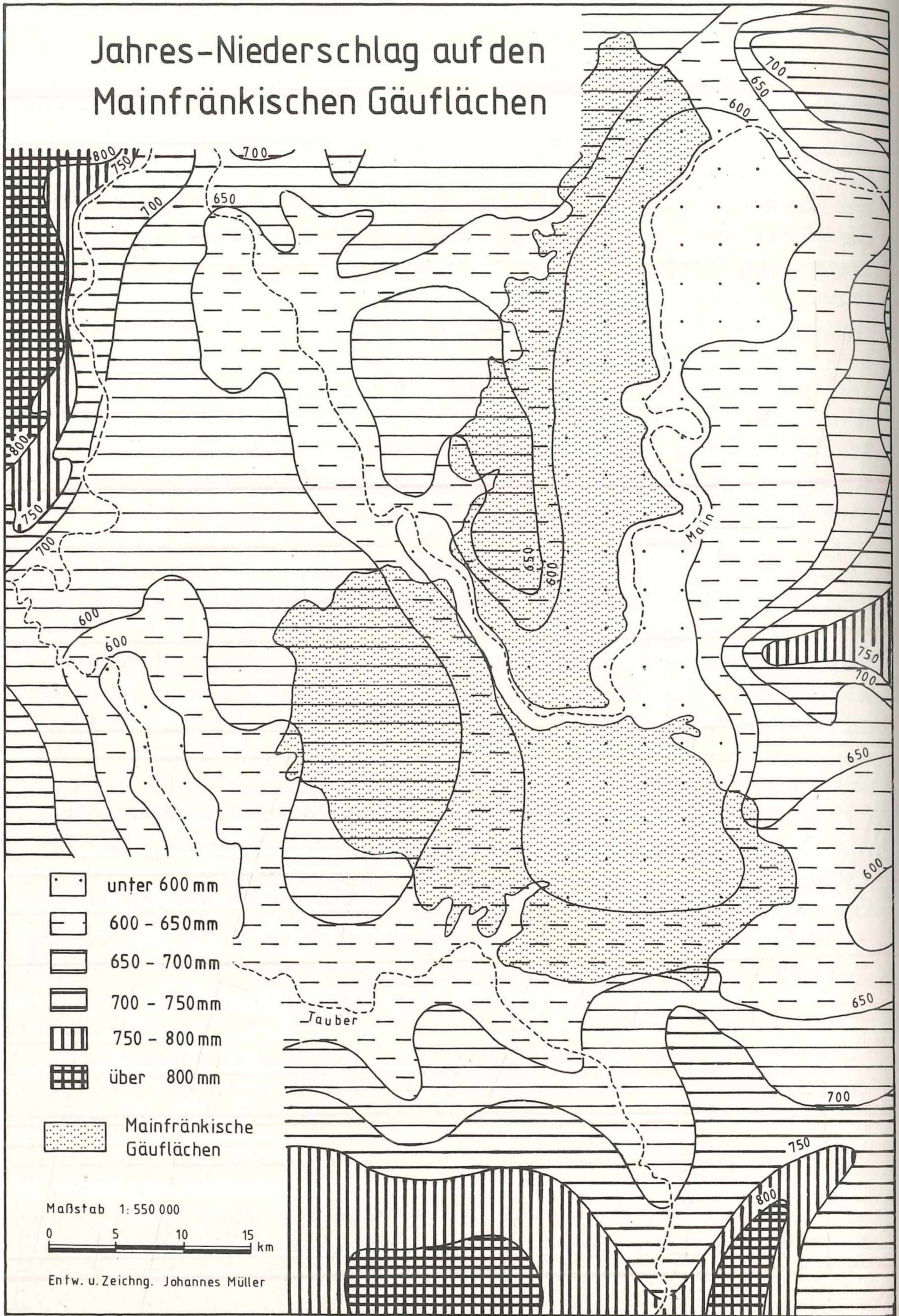 Jahres-Niederschlag auf den
Mainfränkischen Gäuflächen
700
650
600
800
750
700
700
650
800
750
700
Main
650
600
600
600
750
700
650
600
650
unter 600 mm
600 - 650 mm
650 - 700 mm
700 - 750 mm
750 - 800 mm
über 800 mm
Tauber
700
Mainfränkische
Gäuflächen
750
800
Maßstab 1: 550 000
0 5 10 15
km
Entw. u. Zeichng. Johannes Müller